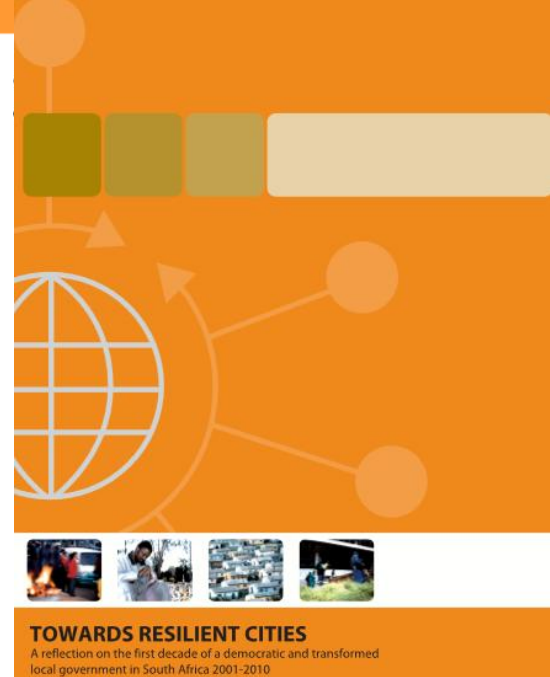 TOWARDS RESILIENT CITIES
A reflection on the first decade of a democratic and transformed
local government in South Africa 2001-2010